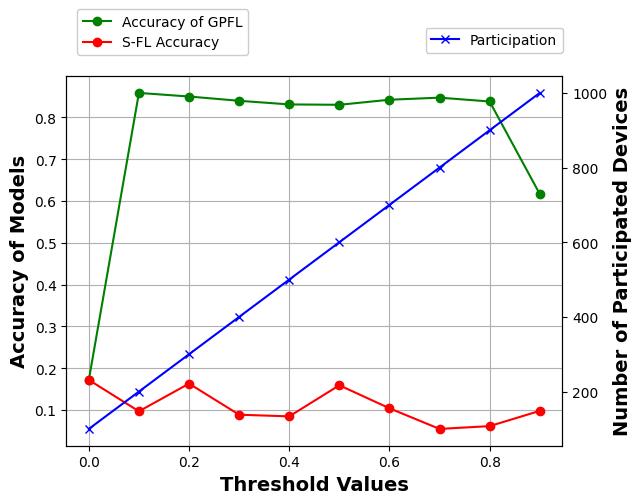 Accuracy of GPFL
S-FL Accuracy
Participation
Accuracy of Models
0.8
0.7
0.6
0.5
0.4
0.3
0.2
0.1
0.0 0.2 0.4 0.6 0.8
Threshold Values
1000
800
600
400
200
Number of Participated Devices